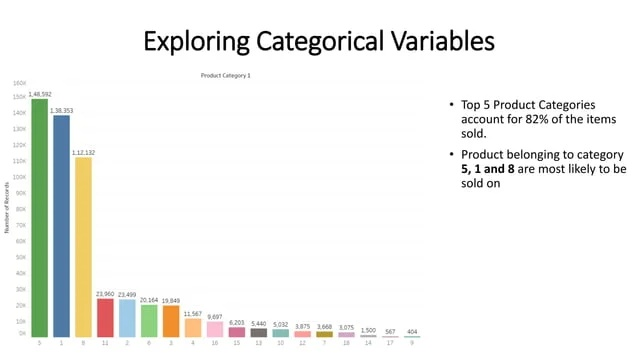 Exploring Categorical Variables
Product Category 1
160K
150K
140K
130K
120K
110K
100K
90K
80K
70K
60K
50K
40K
30K
20K
10K
0K
Number of Records
1,48,592
1,38,353
1,12,132
23,960
23,499
20,164
19,849
11,567
9,697
6,203
5,440
5,032
3,875
3,668
3,075
1,500
567
404
5 1 8 11 2 6 3 4 16 15 13 10 12 7 18 14 17 9
• Top 5 Product Categories
account for 82% of the items
sold.
• Product belonging to category
5, 1 and 8 are most likely to be
sold on